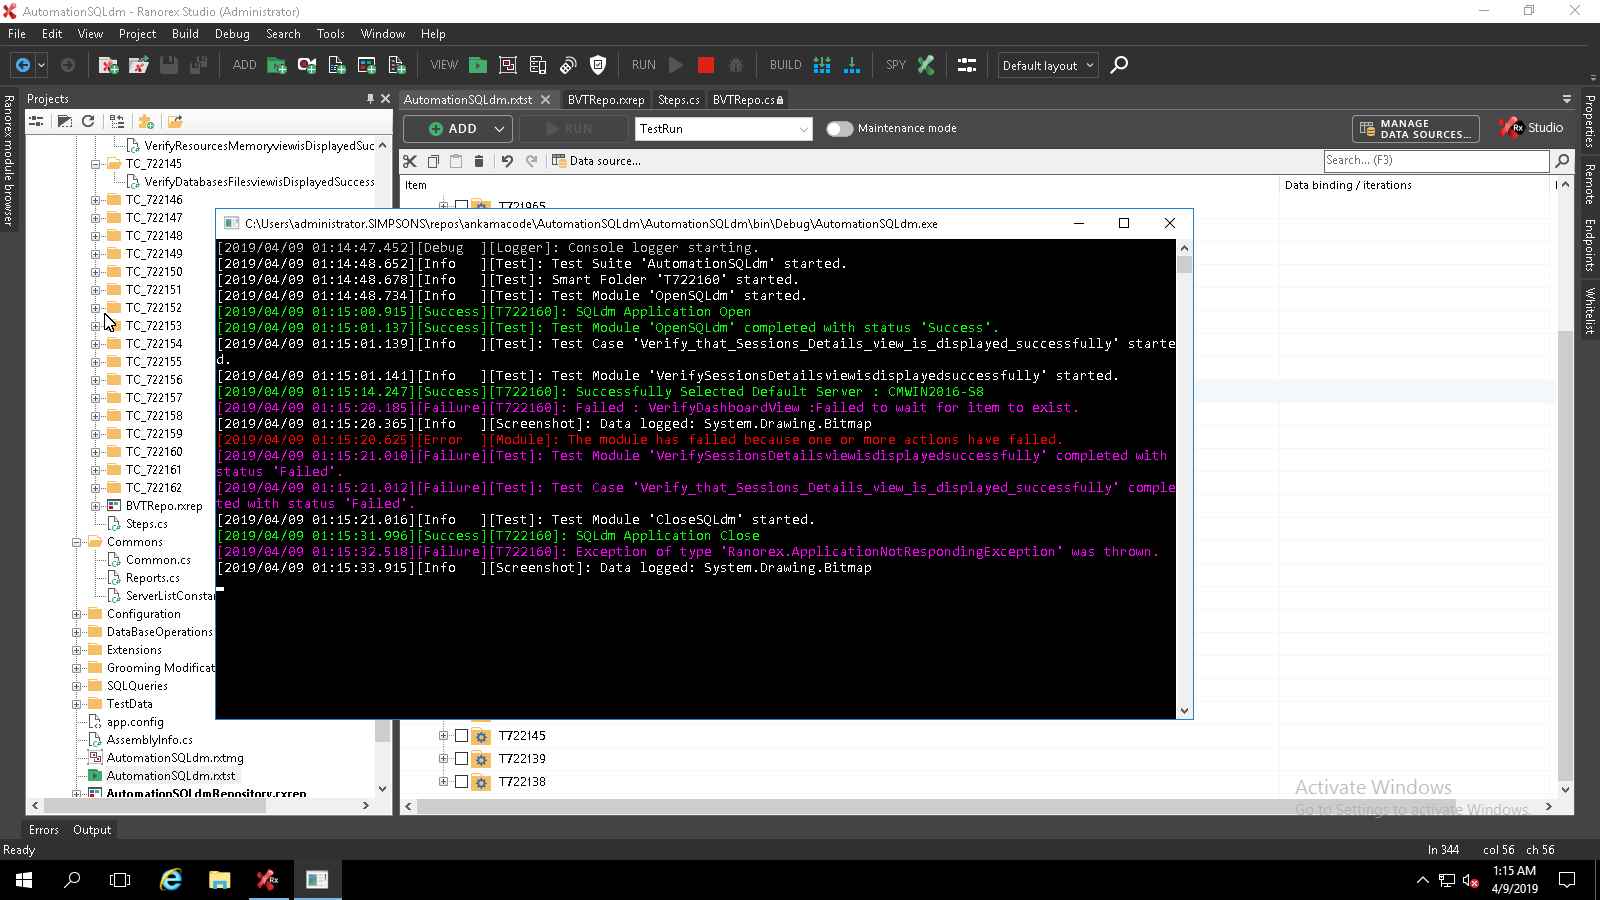 AutomationSQLdm - Ranorex Studio (Administrator)
File Edit View Project Build Debug Search Tools Window Help
ADD VIEW RUN BUILD SPY Default layout
Ranorex module browser
Projects
AutomationSQLdm.rxtst BVTRepo.rxrep Steps.cs BVTRepo.cs
ADD RUN TestRun Maintenance mode MANAGE DATA SOURCES... Rx Studio
Data source... Search... (F3)
Item Data binding / iterations
Properties
Remote
Endpoints
Whitelist
VerifyResourcesMemoryviewisDisplayedSuc
TC_722145
VerifyDatabasesFilesviewisDisplayedSuccess
TC_722146
TC_722147
TC_722148
TC_722149
TC_722150
TC_722151
TC_722152
TC_722153
TC_722154
TC_722155
TC_722156
TC_722157
TC_722158
TC_722159
TC_722160
TC_722161
TC_722162
BVTRepo.rxrep
Steps.cs
Commons
Common.cs
Reports.cs
ServerListConstan
Configuration
DataBaseOperations
Extensions
Grooming Modificat
SQLQueries
TestData
app.config
AssemblyInfo.cs
AutomationSQLdm.rxtmg
AutomationSQLdm.rxtst
AutomationSQLdmRepository.rxrep
T721965
C:\Users\administrator.SIMPSONS\repos\ankamacode\AutomationSQLdm\AutomationSQLdm\bin\Debug\AutomationSQLdm.exe
[2019/04/09 01:14:47.452][Debug  ][Logger]: Console logger starting.
[2019/04/09 01:14:48.652][Info   ][Test]: Test Suite 'AutomationSQLdm' started.
[2019/04/09 01:14:48.678][Info   ][Test]: Smart Folder 'T722160' started.
[2019/04/09 01:14:48.734][Info   ][Test]: Test Module 'OpenSQLdm' started.
[2019/04/09 01:15:00.915][Success][T722160]: SQLdm Application Open
[2019/04/09 01:15:01.137][Success][Test]: Test Module 'OpenSQLdm' completed with status 'Success'.
[2019/04/09 01:15:01.139][Info   ][Test]: Test Case 'Verify_that_Sessions_Details_view_is_displayed_successfully' starte
d.
[2019/04/09 01:15:01.141][Info   ][Test]: Test Module 'VerifySessionsDetailsviewisdisplayedsuccessfully' started.
[2019/04/09 01:15:14.247][Success][T722160]: Successfully Selected Default Server : CMWIN2016-S8
[2019/04/09 01:15:20.185][Failure][T722160]: Failed : VerifyDashboardView :Failed to wait for item to exist.
[2019/04/09 01:15:20.365][Info   ][Screenshot]: Data logged: System.Drawing.Bitmap
[2019/04/09 01:15:20.625][Error  ][Module]: The module has failed because one or more actions have failed.
[2019/04/09 01:15:21.010][Failure][Test]: Test Module 'VerifySessionsDetailsviewisdisplayedsuccessfully' completed with
status 'Failed'.
[2019/04/09 01:15:21.012][Failure][Test]: Test Case 'Verify_that_Sessions_Details_view_is_displayed_successfully' comple
ted with status 'Failed'.
[2019/04/09 01:15:21.016][Info   ][Test]: Test Module 'CloseSQLdm' started.
[2019/04/09 01:15:31.996][Success][T722160]: SQLdm Application Close
[2019/04/09 01:15:32.518][Failure][T722160]: Exception of type 'Ranorex.ApplicationNotRespondingException' was thrown.
[2019/04/09 01:15:33.915][Info   ][Screenshot]: Data logged: System.Drawing.Bitmap
T722145
T722139
T722138
Activate Windows
Go to Settings to activate Windows.
Errors Output
Ready ln 344 col 56 ch 56
1:15 AM
4/9/2019